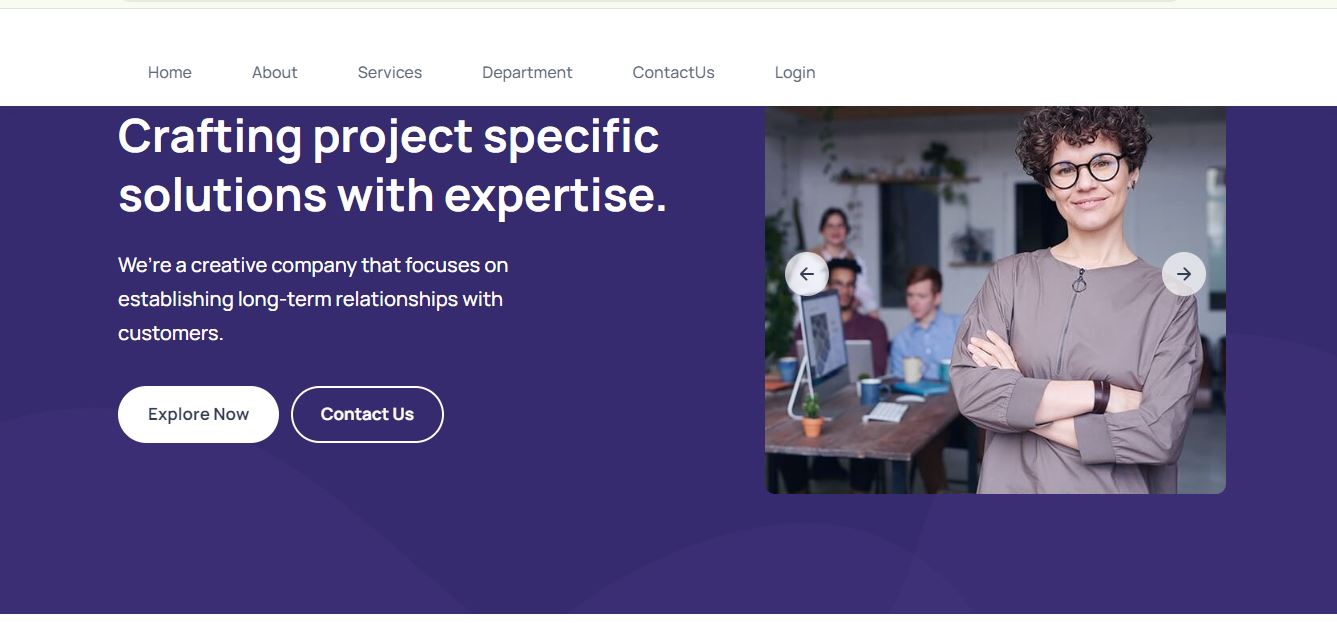 Home About Services Department ContactUs Login
Crafting project specific
solutions with expertise.
We're a creative company that focuses on
establishing long-term relationships with
customers.
Explore Now Contact Us